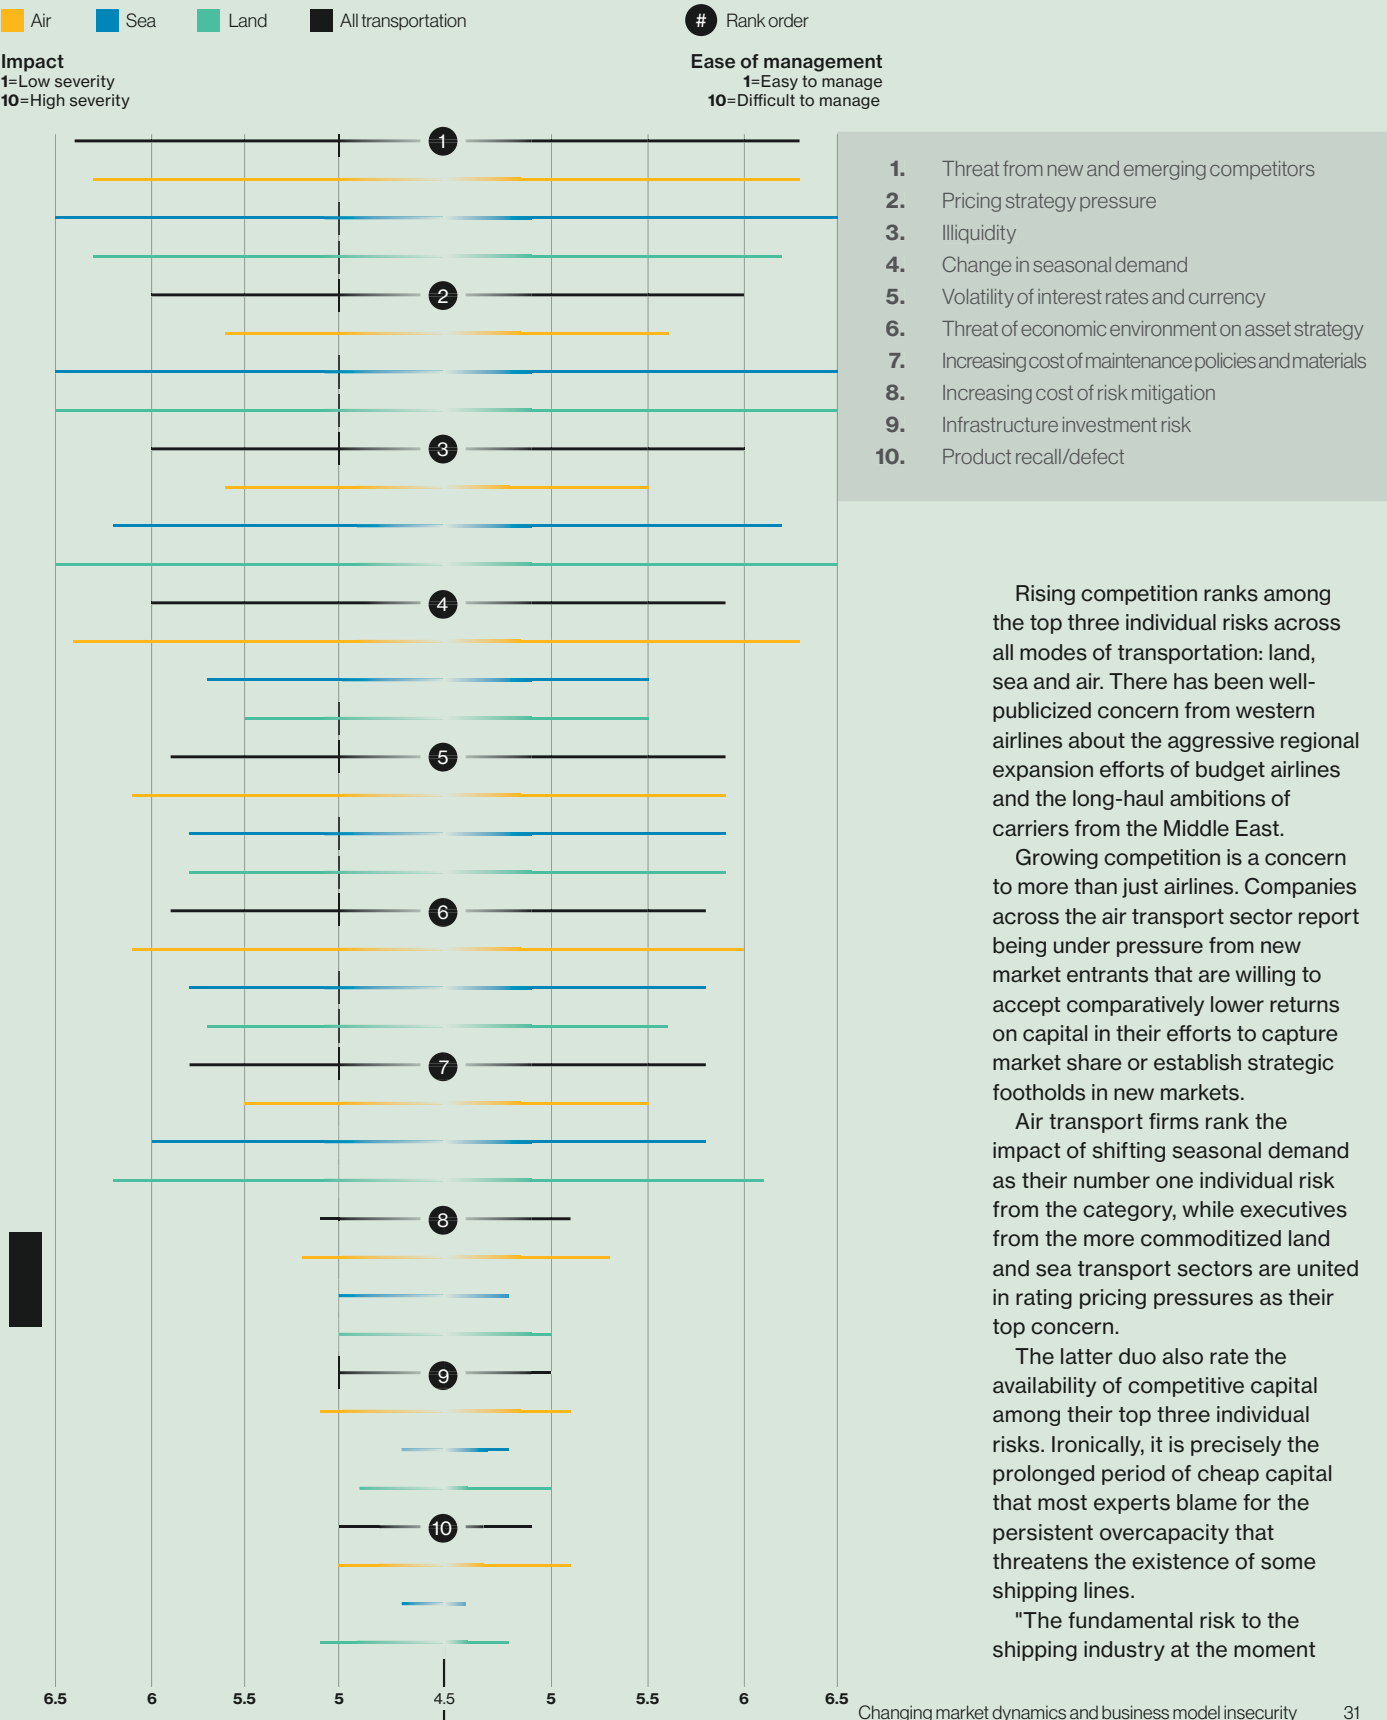 Air Sea Land All transportation # Rank order
Impact
1=Low severity
10=High severity
Ease of management
1=Easy to manage
10=Difficult to manage
1
2
3
4
5
6
7
8
9
10
6.5 6 5.5 5 4.5 5 5.5 6 6.5
1. Threat from new and emerging competitors
2. Pricing strategy pressure
3. Illiquidity
4. Change in seasonal demand
5. Volatility of interest rates and currency
6. Threat of economic environment on asset strategy
7. Increasing cost of maintenance policies and materials
8. Increasing cost of risk mitigation
9. Infrastructure investment risk
10. Product recall/defect
Rising competition ranks among
the top three individual risks across
all modes of transportation: land,
sea and air. There has been well-
publicized concern from western
airlines about the aggressive regional
expansion efforts of budget airlines
and the long-haul ambitions of
carriers from the Middle East.
Growing competition is a concern
to more than just airlines. Companies
across the air transport sector report
being under pressure from new
market entrants that are willing to
accept comparatively lower returns
on capital in their efforts to capture
market share or establish strategic
footholds in new markets.
Air transport firms rank the
impact of shifting seasonal demand
as their number one individual risk
from the category, while executives
from the more commoditized land
and sea transport sectors are united
in rating pricing pressures as their
top concern.
The latter duo also rate the
availability of competitive capital
among their top three individual
risks. Ironically, it is precisely the
prolonged period of cheap capital
that most experts blame for the
persistent overcapacity that
threatens the existence of some
shipping lines.
"The fundamental risk to the
shipping industry at the moment
Changing market dynamics and business model insecurity 31